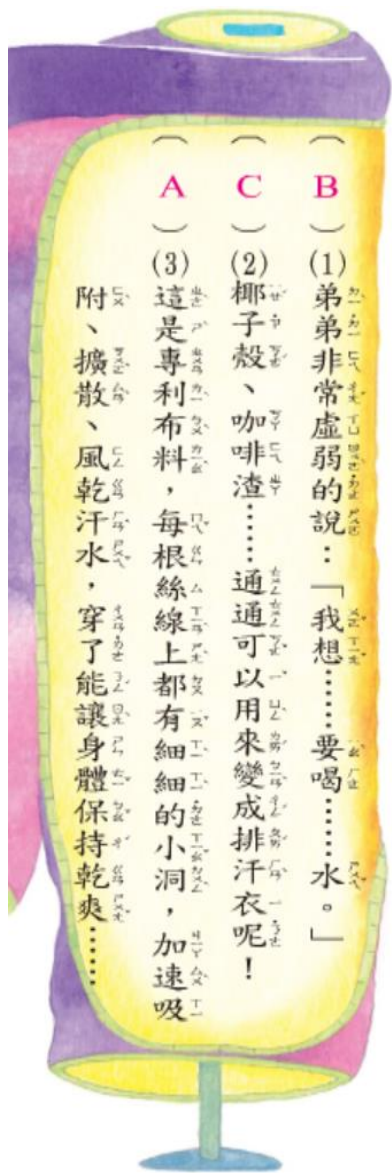 （B）⑴弟弟非常虛弱的說：「我想……要喝……水。」
（C）⑵椰子殼、咖啡渣……通通可以用來變成排汗衣呢！
（A）⑶這是專利布料，每根絲線上都有細細的小洞，加速吸
附、擴散、風乾汗水，穿了能讓身體保持乾爽……